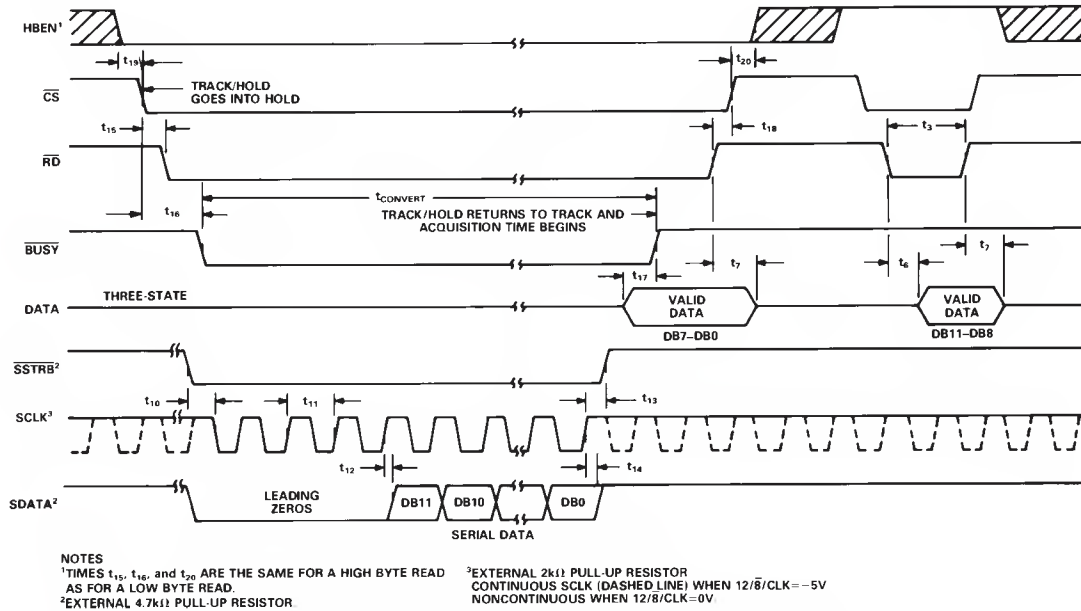 HBEN¹
t19
t20
CS
TRACK/HOLD
GOES INTO HOLD
t15
t18
t3
RD
tCONVERT
t16
TRACK/HOLD RETURNS TO TRACK AND
ACQUISITION TIME BEGINS
BUSY
t17
t7
t6
t7
DATA
THREE-STATE
VALID
DATA
VALID
DATA
DB7–DB0
DB11–DB8
SSTRB²
t10
t11
t13
SCLK³
t12
t14
SDATA²
LEADING
ZEROS
DB11
DB10
DB0
SERIAL DATA
NOTES
¹TIMES t15, t16, and t20 ARE THE SAME FOR A HIGH BYTE READ
AS FOR A LOW BYTE READ.
²EXTERNAL 4.7kΩ PULL-UP RESISTOR
³EXTERNAL 2kΩ PULL-UP RESISTOR
CONTINUOUS SCLK (DASHED LINE) WHEN 12/8/CLK=–5V
NONCONTINUOUS WHEN 12/8/CLK=0V